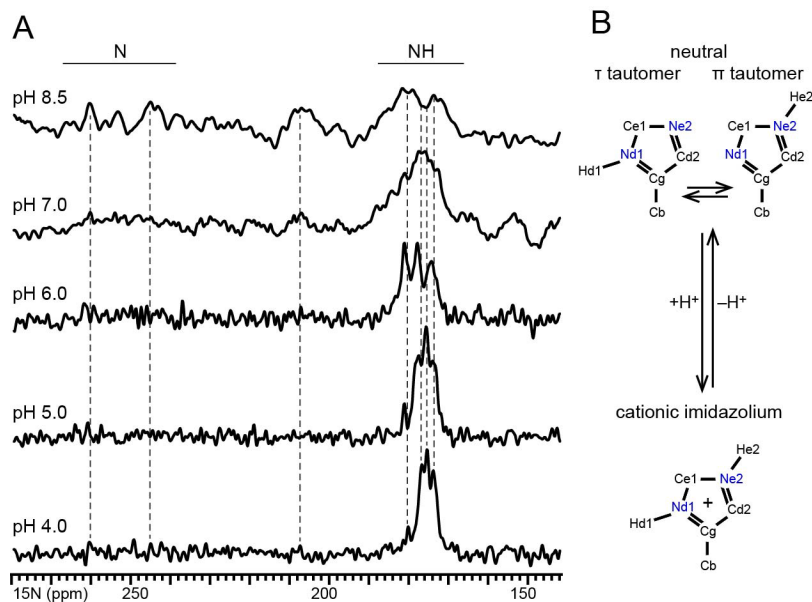 A
N
NH
pH 8.5
pH 7.0
pH 6.0
pH 5.0
pH 4.0
15N (ppm)
250
200
150
B
neutral
τ tautomer
π tautomer
Ce1
Ne2
Nd1
Cd2
Hd1
Cg
Cb
He2
Ce1
Ne2
Nd1
Cd2
Cg
Cb
+H⁺
–H⁺
cationic imidazolium
He2
Ce1
Ne2
+
Nd1
Cd2
Hd1
Cg
Cb